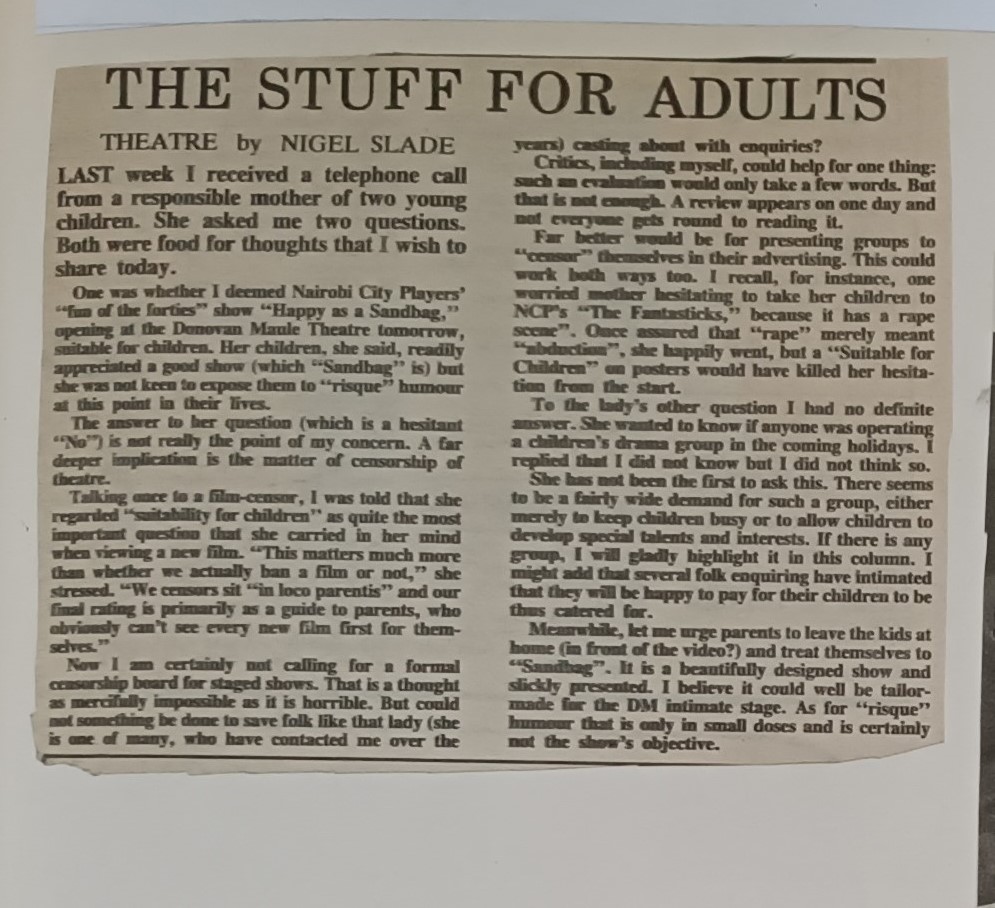 THE STUFF FOR ADULTS
THEATRE by NIGEL SLADE
LAST week I received a telephone call
from a responsible mother of two young
children. She asked me two questions.
Both were food for thoughts that I wish to
share today.
One was whether I deemed Nairobi City Players'
"fun of the forties" show "Happy as a Sandbag,"
opening at the Donovan Maule Theatre tomorrow,
suitable for children. Her children, she said, readily
appreciated a good show (which "Sandbag" is) but
she was not keen to expose them to "risque" humour
at this point in their lives.
The answer to her question (which is a hesitant
"No") is not really the point of my concern. A far
deeper implication is the matter of censorship of
theatre.
Talking once to a film-censor, I was told that she
regarded "suitability for children" as quite the most
important question that she carried in her mind
when viewing a new film. "This matters much more
than whether we actually ban a film or not," she
stressed. "We censors sit "in loco parentis" and our
final rating is primarily as a guide to parents, who
obviously can't see every new film first for them-
selves."
Now I am certainly not calling for a formal
censorship board for staged shows. That is a thought
as mercifully impossible as it is horrible. But could
not something be done to save folk like that lady (she
is one of many, who have contacted me over the
years) casting about with enquiries?
Critics, including myself, could help for one thing:
such an evaluation would only take a few words. But
that is not enough. A review appears on one day and
not everyone gets round to reading it.
Far better would be for presenting groups to
"censor" themselves in their advertising. This could
work both ways too. I recall, for instance, one
worried mother hesitating to take her children to
NCP's "The Fantasticks," because it has a rape
scene". Once assured that "rape" merely meant
"abduction", she happily went, but a "Suitable for
Children" on posters would have killed her hesita-
tion from the start.
To the lady's other question I had no definite
answer. She wanted to know if anyone was operating
a children's drama group in the coming holidays. I
replied that I did not know but I did not think so.
She has not been the first to ask this. There seems
to be a fairly wide demand for such a group, either
merely to keep children busy or to allow children to
develop special talents and interests. If there is any
group, I will gladly highlight it in this column. I
might add that several folk enquiring have intimated
that they will be happy to pay for their children to be
thus catered for.
Meanwhile, let me urge parents to leave the kids at
home (in front of the video?) and treat themselves to
"Sandbag". It is a beautifully designed show and
slickly presented. I believe it could well be tailor-
made for the DM intimate stage. As for "risque"
humour that is only in small doses and is certainly
not the show's objective.